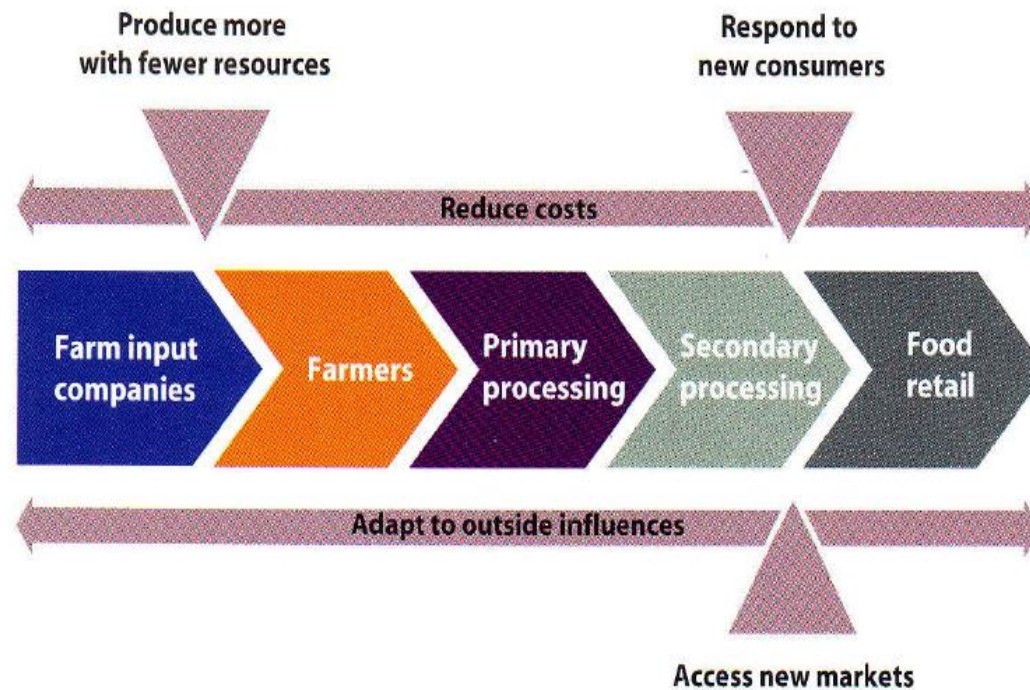 Produce more
with fewer resources
Respond to
new consumers
Reduce costs
Farm input
companies
Farmers
Primary
processing
Secondary
processing
Food
retail
Adapt to outside influences
Access new markets